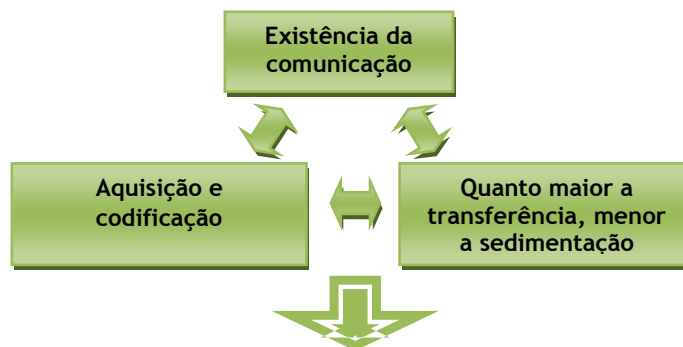 Existência da
comunicação
Aquisição e
codificação
Quanto maior a
transferência, menor
a sedimentação